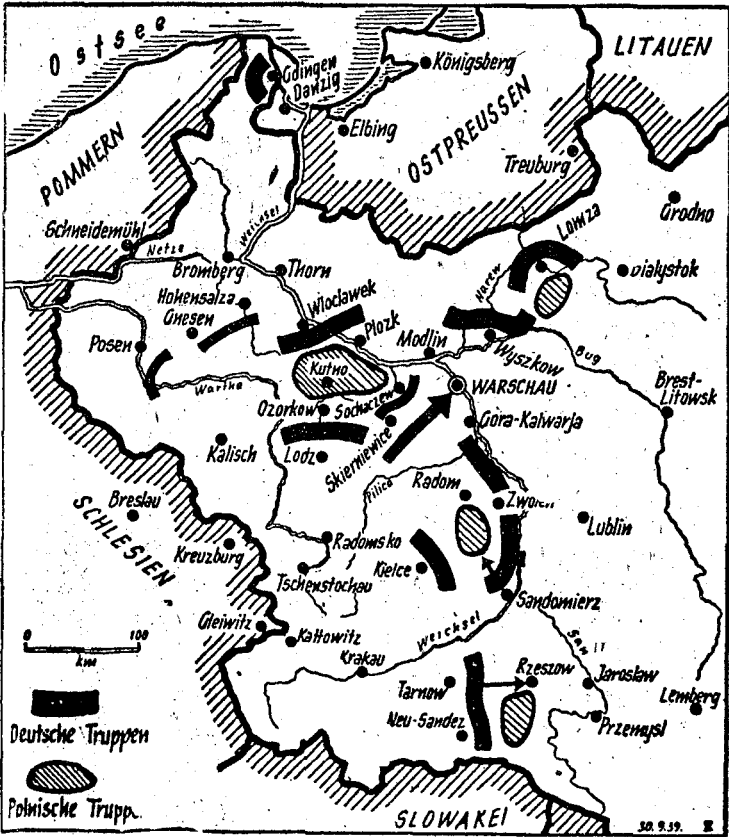 Ostsee
LITAUEN
Gdingen
Danzig
Königsberg
Elbing
OSTPREUSSEN
POMMERN
Treuburg
Grodno
Schneidemühl
Netze
Weichsel
Lomza
Bromberg
Thorn
Narew
Bialystok
Hohensalza
Gnesen
Wloclawek
Plozk
Modlin
Wyszkow
Bug
Posen
Kutno
Wartha
WARSCHAU
Brest-
Litowsk
Ozorkow
Sochaczew
Skierniewice
Góra-Kalwarja
Kalisch
Lodz
Pilica
Radom
Lublin
SCHLESIEN
Breslau
Kreuzburg
Radomsko
Kielce
Tschenstochau
Sandomierz
Gleiwitz
Kattowitz
Weichsel
San
Krakau
0 100
km
Tarnow
Rzeszow
Jaroslaw
Lemberg
Neu-Sandez
Przemysl
Deutsche Truppen
Polnische Trupp.
SLOWAKEI